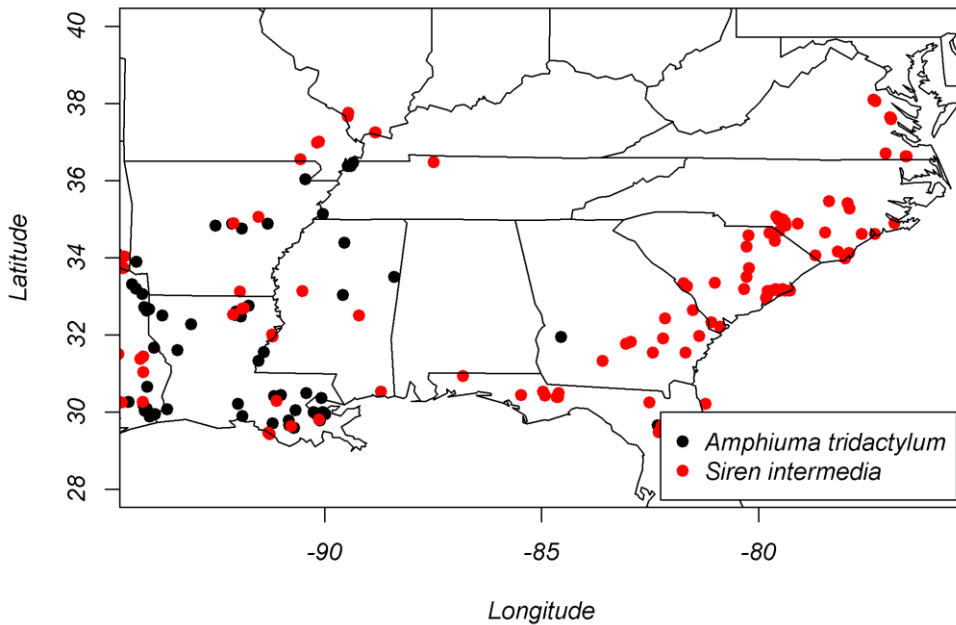 40
38
36
34
32
30
28
Latitude
Amphiuma tridactylum
Siren intermedia
-90
-85
-80
Longitude